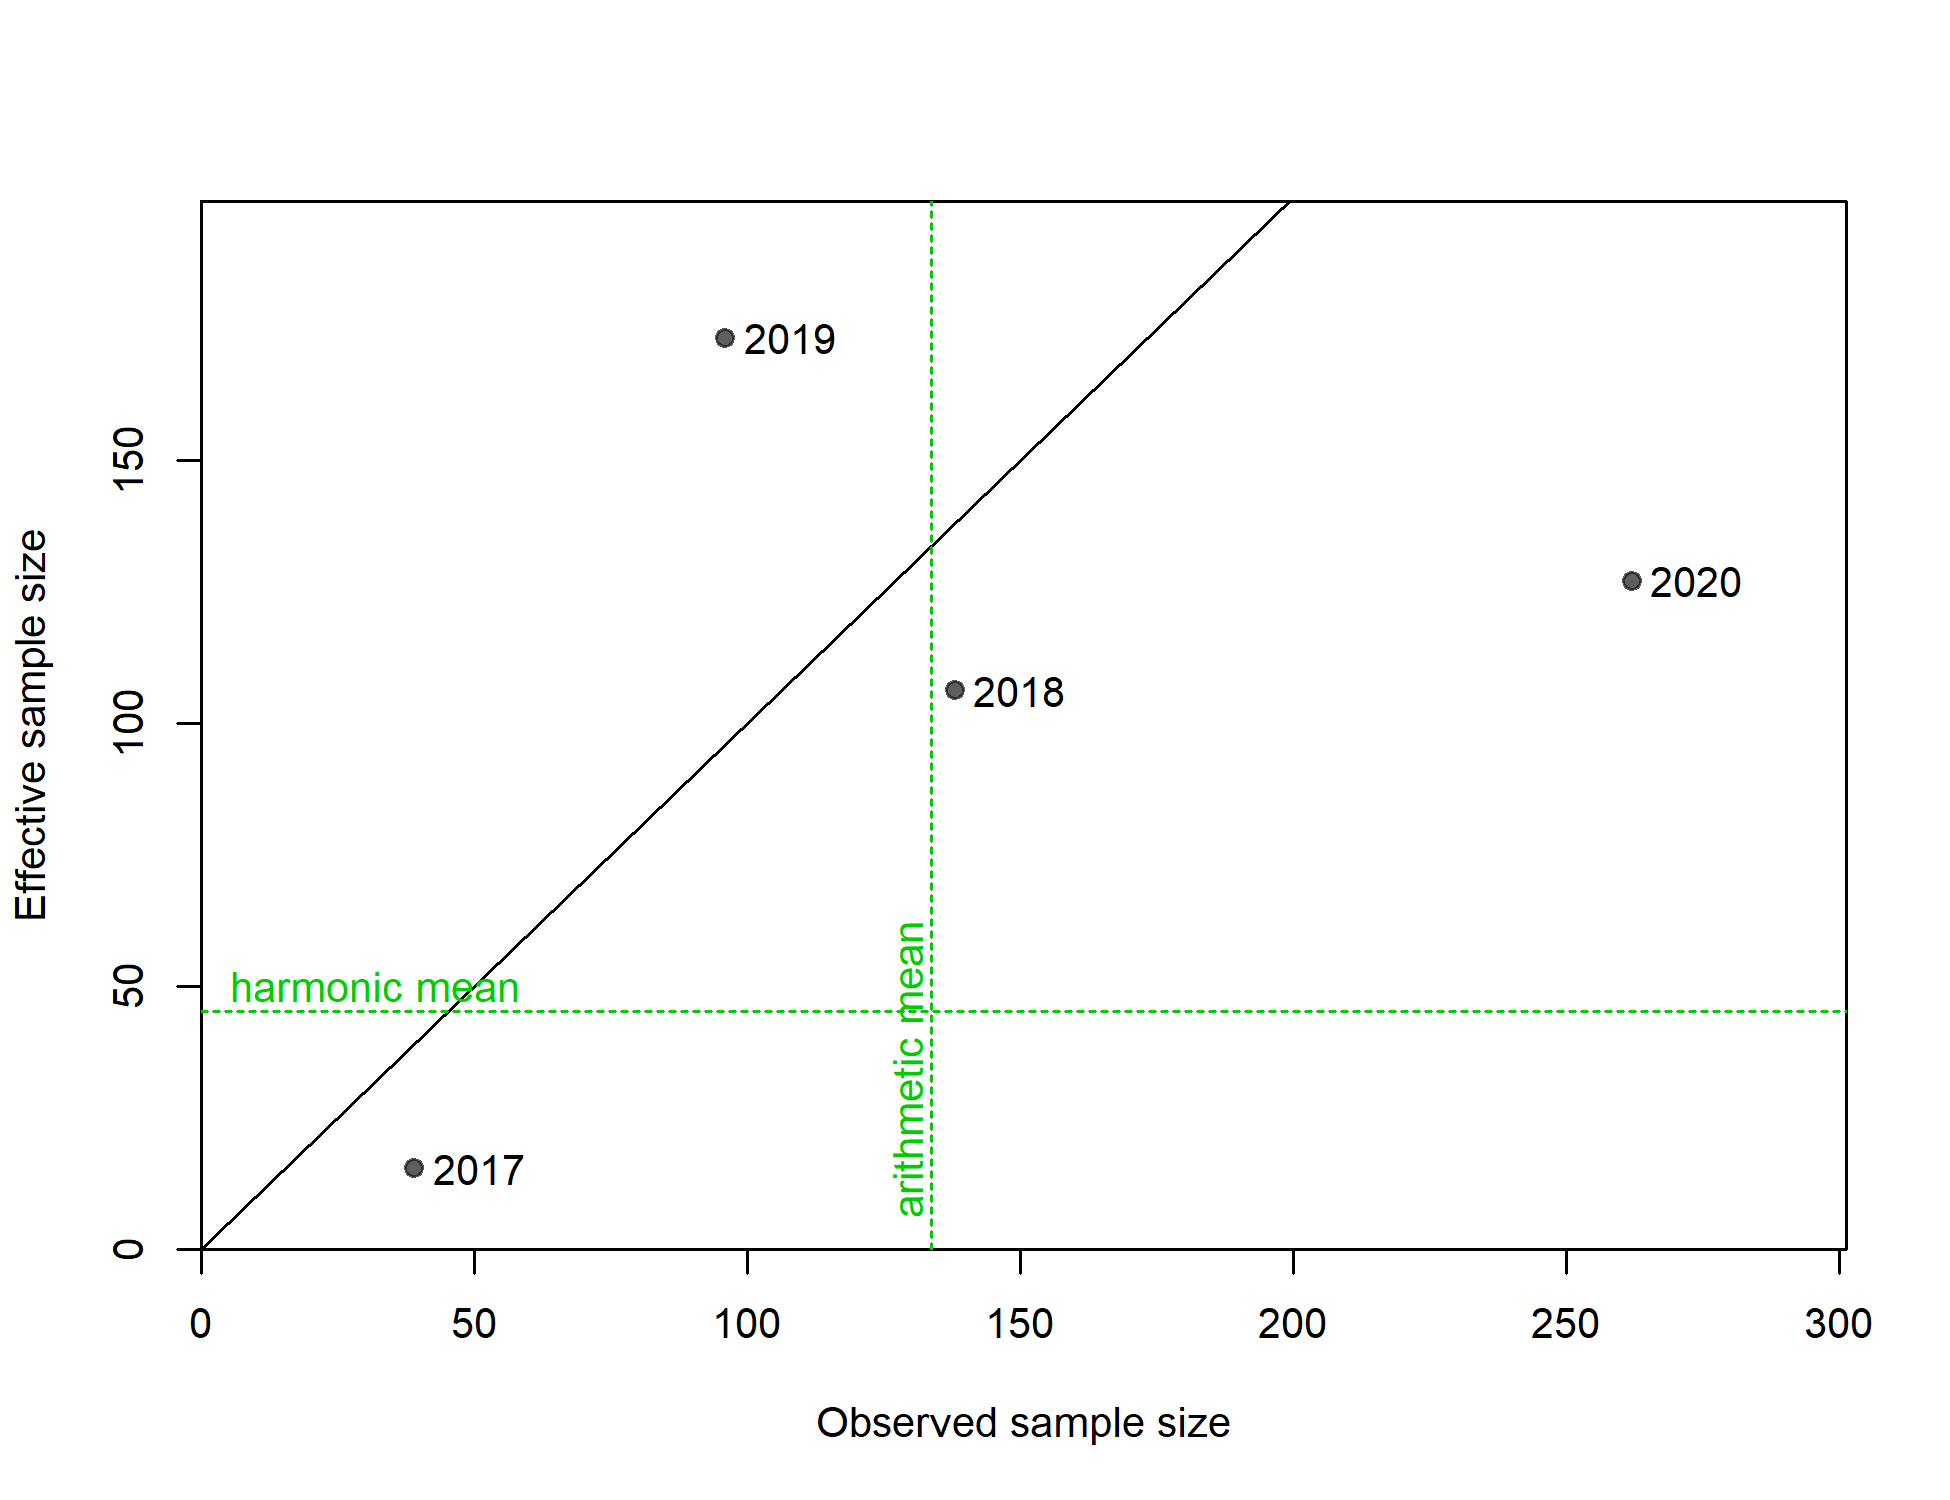 2019
2020
2018
2017
harmonic mean
arithmetic mean
Effective sample size
150
100
50
0
0 50 100 150 200 250 300
Observed sample size